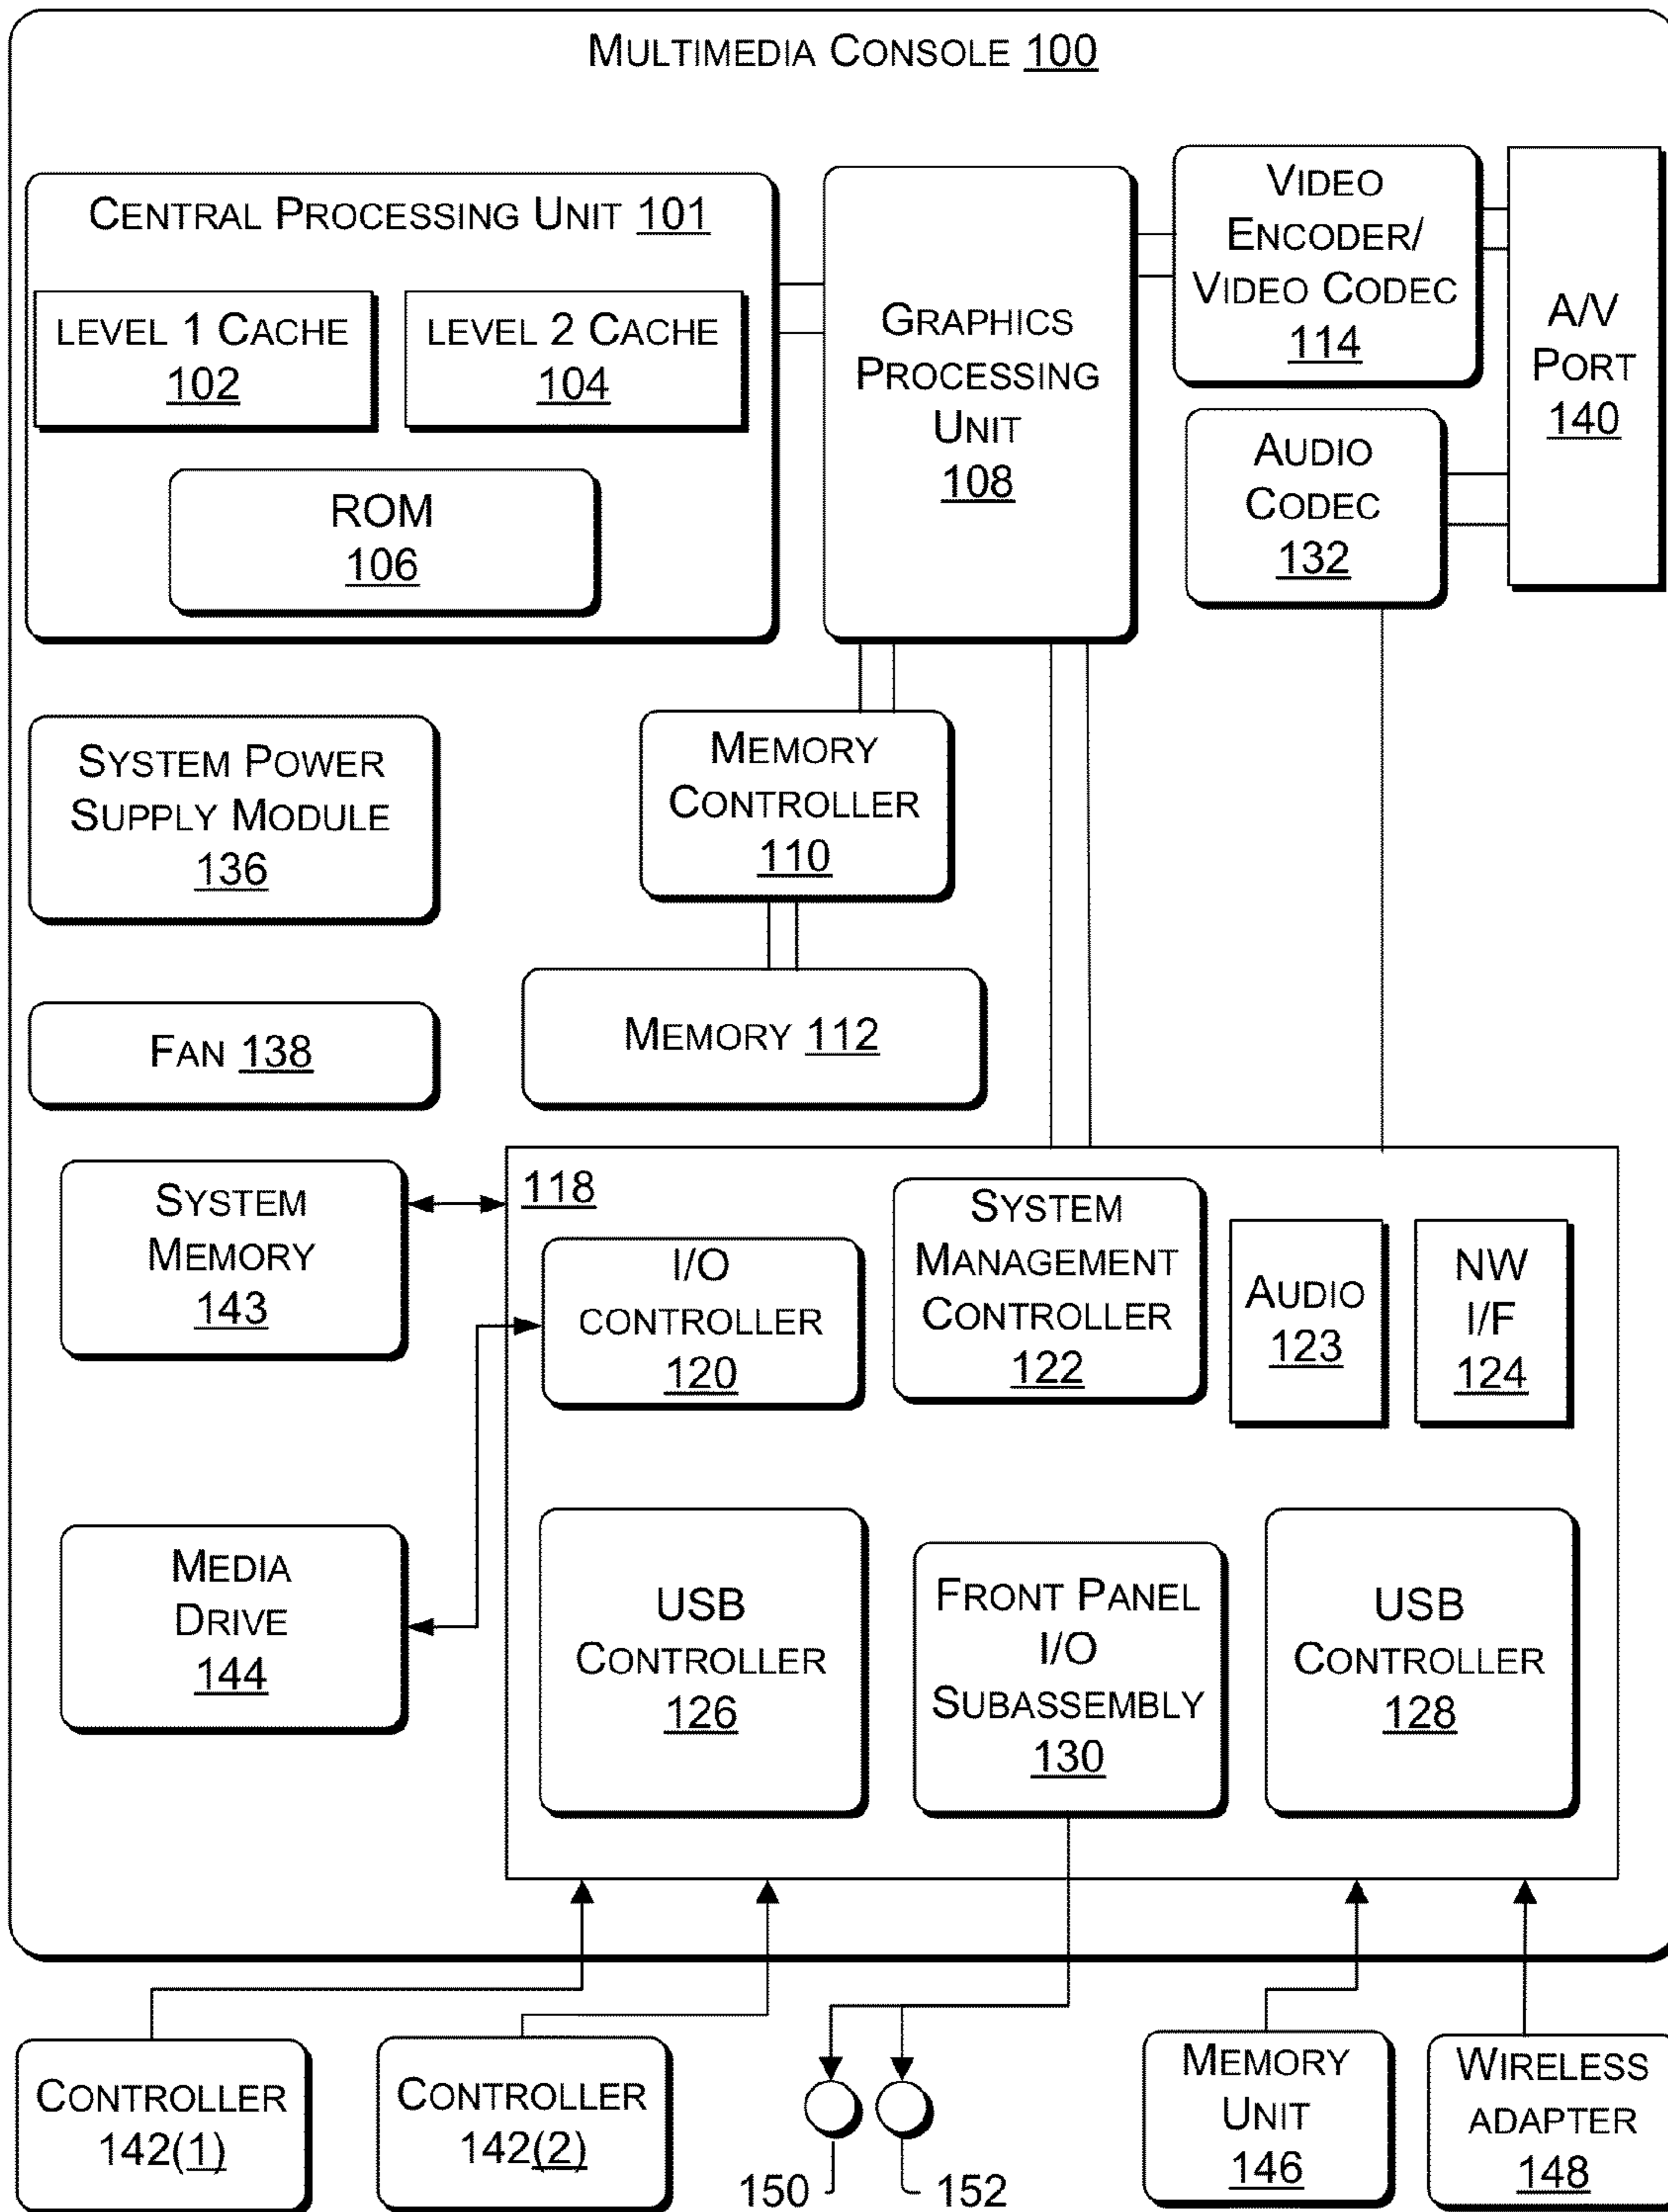 MULTIMEDIA CONSOLE 100
CENTRAL PROCESSING UNIT 101
LEVEL 1 CACHE
102
LEVEL 2 CACHE
104
ROM
106
GRAPHICS
PROCESSING
UNIT
108
VIDEO
ENCODER/
VIDEO CODEC
114
A/V
PORT
140
AUDIO
CODEC
132
SYSTEM POWER
SUPPLY MODULE
136
MEMORY
CONTROLLER
110
FAN 138
MEMORY 112
SYSTEM
MEMORY
143
118
I/O
CONTROLLER
120
SYSTEM
MANAGEMENT
CONTROLLER
122
AUDIO
123
NW
I/F
124
MEDIA
DRIVE
144
USB
CONTROLLER
126
FRONT PANEL
I/O
SUBASSEMBLY
130
USB
CONTROLLER
128
CONTROLLER
142(1)
CONTROLLER
142(2)
150
152
MEMORY
UNIT
146
WIRELESS
ADAPTER
148